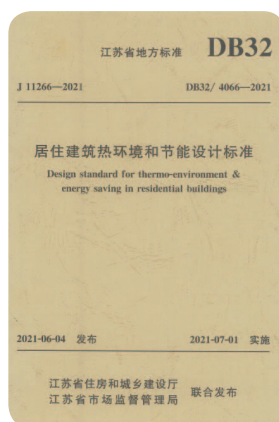 江苏省地方标准 DB32
J 11266—2021 DB32/ 4066—2021
居住建筑热环境和节能设计标准
Design standard for thermo-environment &
energy saving in residential buildings
2021-06-04 发布 2021-07-01 实施
江苏省住房和城乡建设厅
江苏省市场监督管理局 联合发布